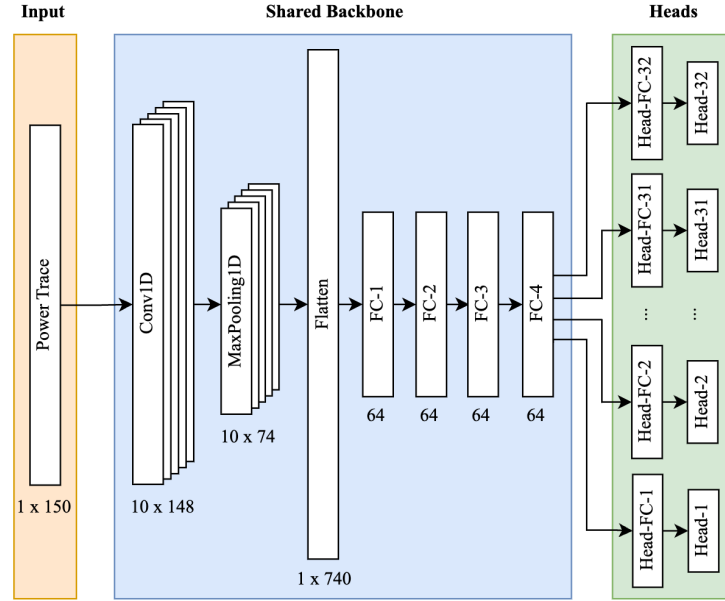 Input
Shared Backbone
Heads
Power Trace
1 x 150
Conv1D
10 x 148
MaxPooling1D
10 x 74
Flatten
1 x 740
FC-1
64
FC-2
64
FC-3
64
FC-4
64
Head-FC-32
Head-32
Head-FC-31
Head-31
...
...
Head-FC-2
Head-2
Head-FC-1
Head-1